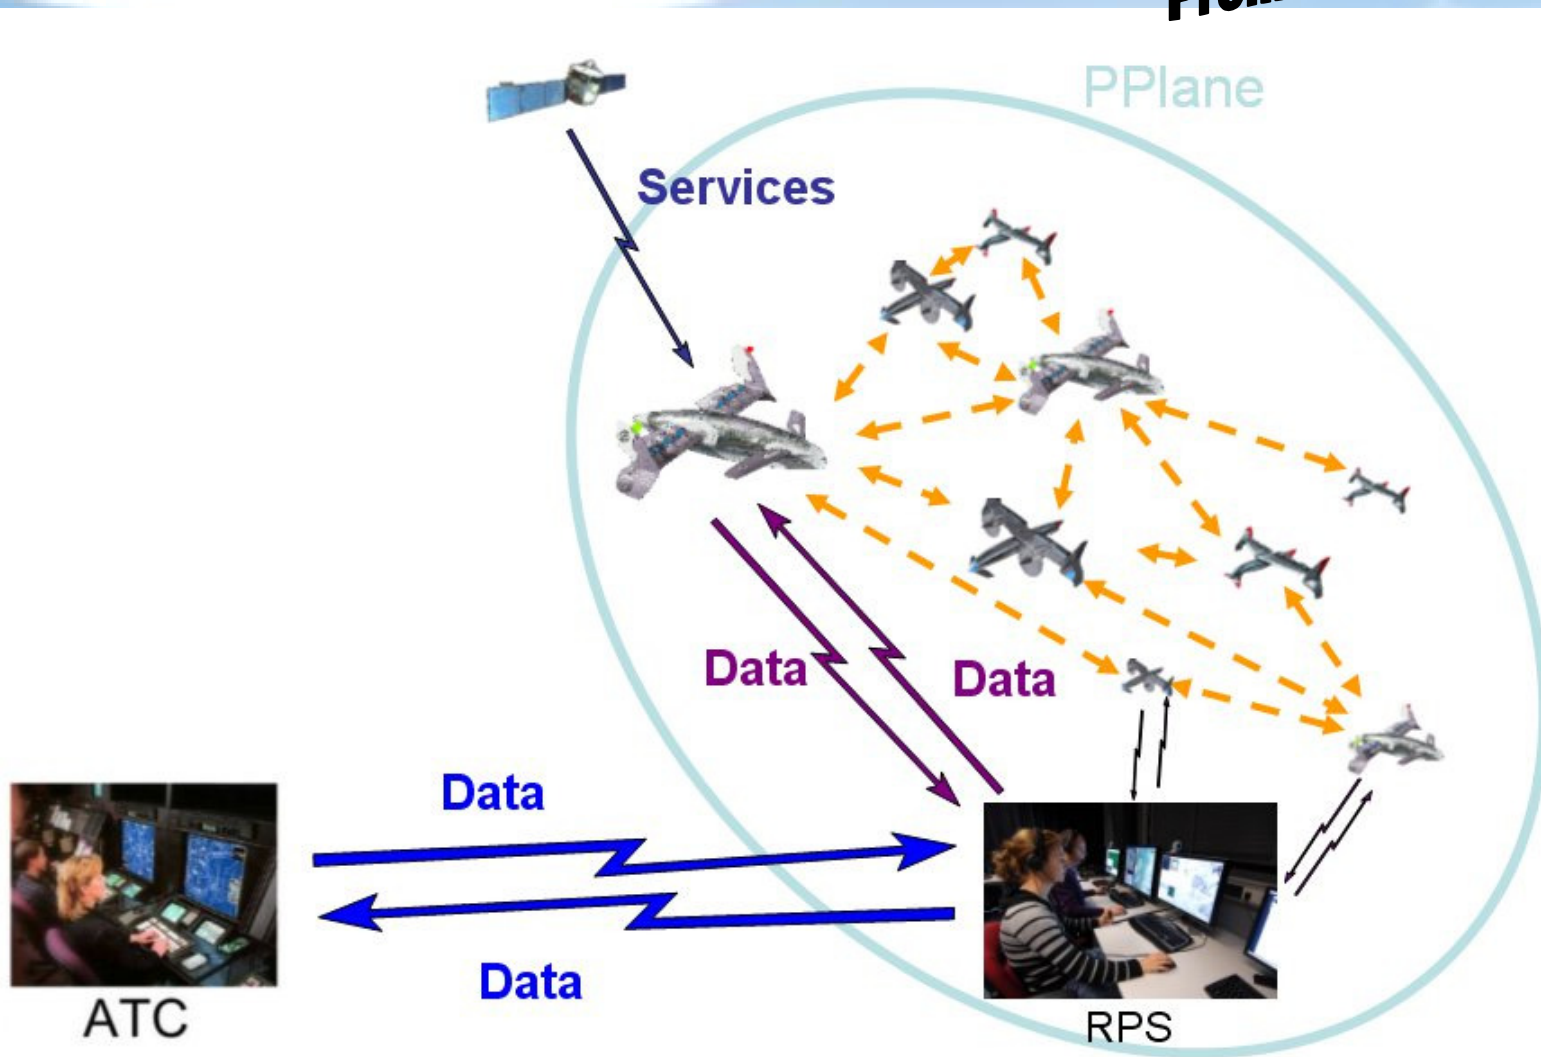 PPlane
Services
Data
Data
Data
Data
ATC
RPS